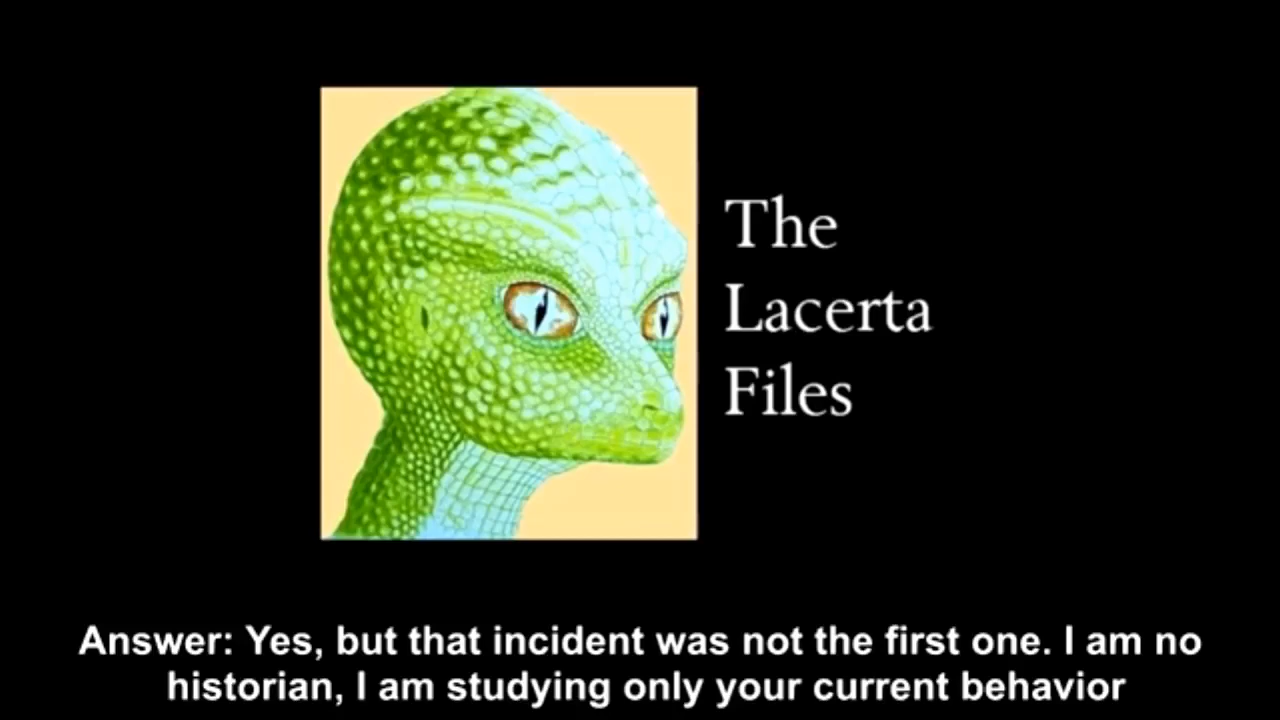 The
Lacerta
Files
Answer: Yes, but that incident was not the first one. I am no
historian, I am studying only your current behavior